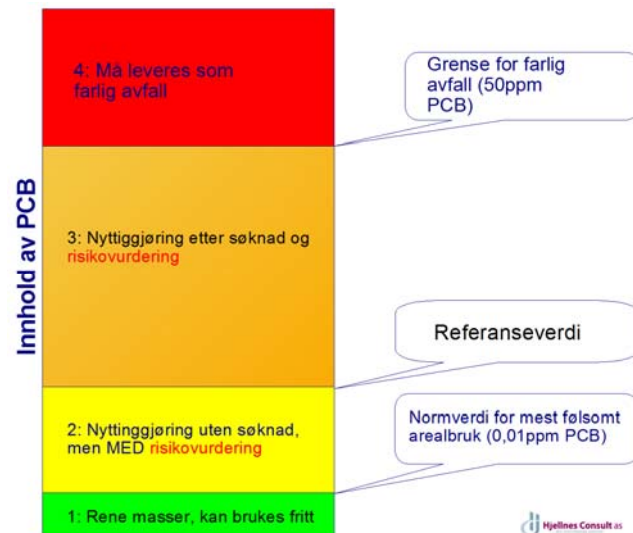 4: Må leveres som
farlig avfall
Grense for farlig
avfall (50ppm
PCB)
Innhold av PCB
3: Nyttiggjøring etter søknad og
risikovurdering
Referanseverdi
2: Nyttinggjøring uten søknad,
men MED risikovurdering
Normverdi for mest følsomt
arealbruk (0,01ppm PCB)
1: Rene masser, kan brukes fritt
Hjellnes Consult as